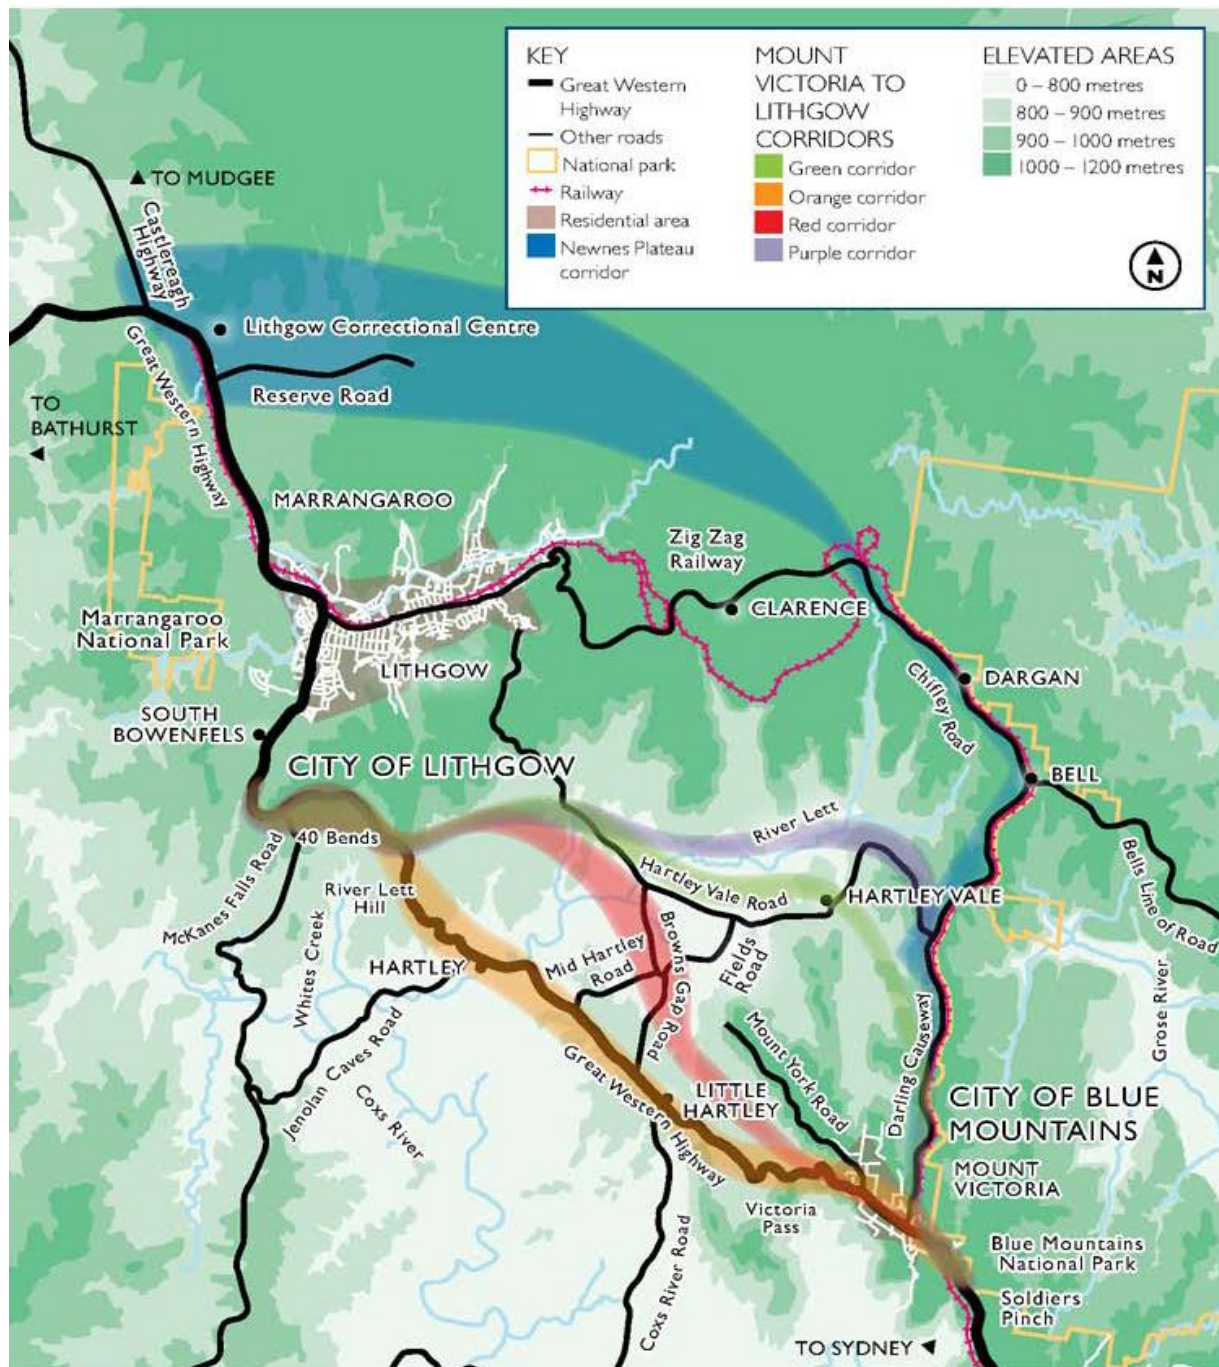 KEY
Great Western
Highway
Other roads
National park
Railway
Residential area
Newnes Plateau
corridor
MOUNT
VICTORIA TO
LITHGOW
CORRIDORS
Green corridor
Orange corridor
Red corridor
Purple corridor
ELEVATED AREAS
0 – 800 metres
800 – 900 metres
900 – 1000 metres
1000 – 1200 metres
N
TO MUDGEE
Castlereagh
Highway
Lithgow Correctional Centre
Great Western Highway
Reserve Road
TO
BATHURST
MARRANGAROO
Zig Zag
Railway
CLARENCE
Marrangaroo
National Park
LITHGOW
DARGAN
Chifley Road
SOUTH
BOWENFELS
CITY OF LITHGOW
BELL
40 Bends
River Lett
Bells Line of Road
McKanes Falls Road
River Lett
Hill
Hartley Vale Road
HARTLEY VALE
Whites Creek
HARTLEY
Mid Hartley
Road
Browns Gap Road
Fields
Road
Grose River
Jenolan Caves Road
Coxs River
Great Western Highway
Mount York Road
Darling Causeway
LITTLE
HARTLEY
CITY OF BLUE
MOUNTAINS
MOUNT
VICTORIA
Victoria
Pass
Blue Mountains
National Park
Coxs River Road
Soldiers
Pinch
TO SYDNEY